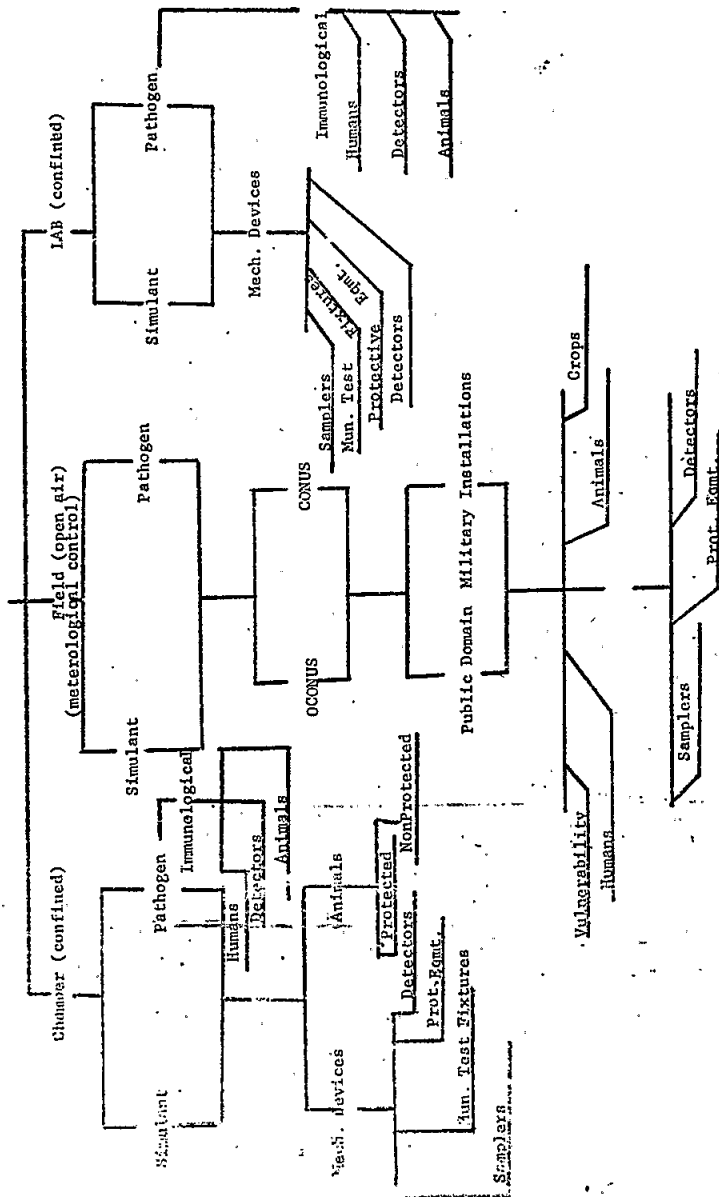 Chamber (confined)
Simulant
Pathogen
Immunological
Humans
Detectors
Animals
Mech. Devices
Animals
Protected
NonProtected
Detectors
Prot. Eqmt.
Mun. Test Fixtures
Samplers
Field (open air)
(meterological control)
Simulant
Pathogen
OCONUS
CONUS
Public Domain
Military Installations
Vulnerability
Humans
Animals
Crops
Samplers
Prot. Eqmt.
Detectors
LAB (confined)
Simulant
Pathogen
Mech. Devices
Samplers
Mun. Test Fixtures
Protective Eqmt.
Detectors
Immunological
Humans
Detectors
Animals